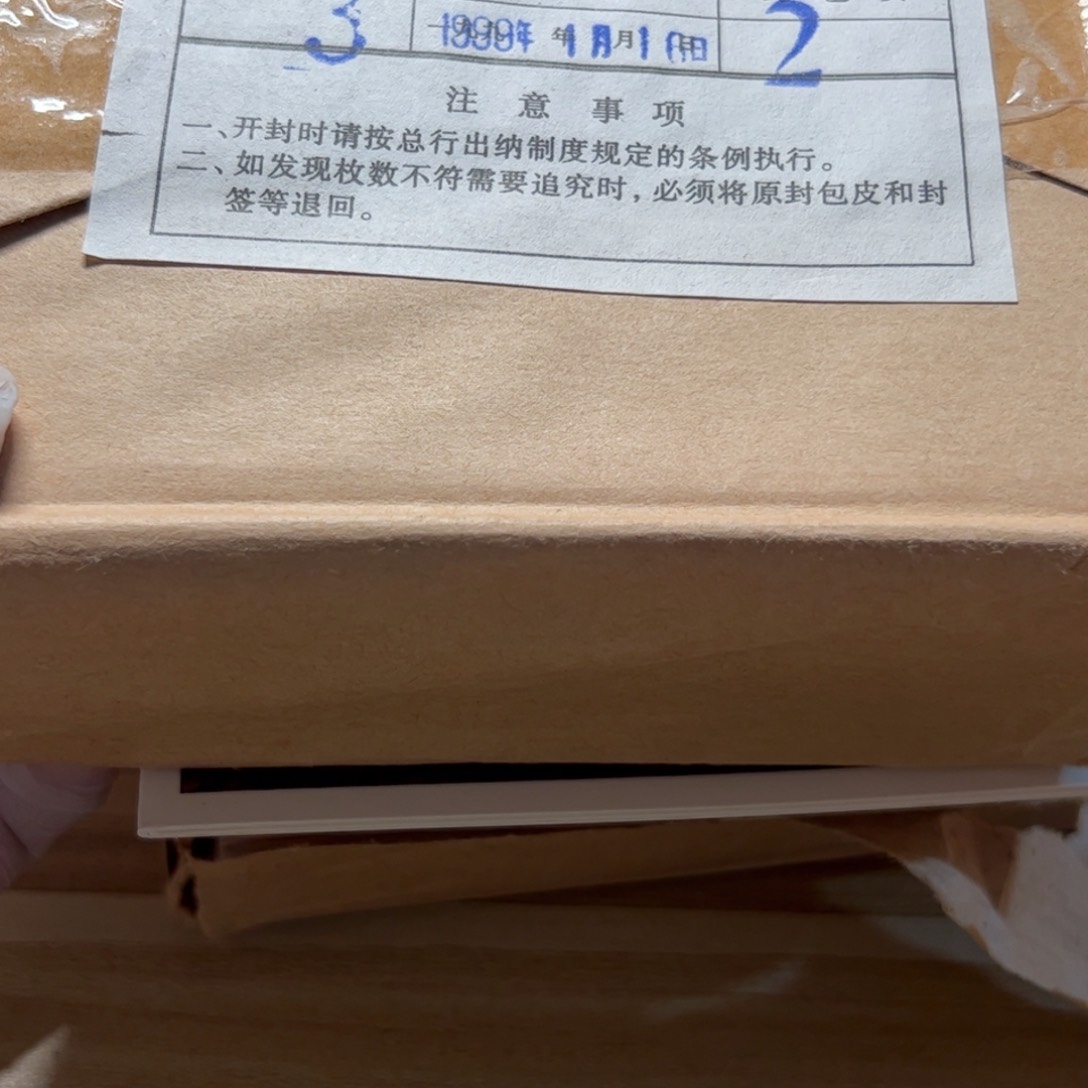 3 1999年 年1月月1日日 2
注意事项
一、开封时请按总行出纳制度规定的条例执行。
二、如发现枚数不符需要追究时,必须将原封包皮和封
签等退回。